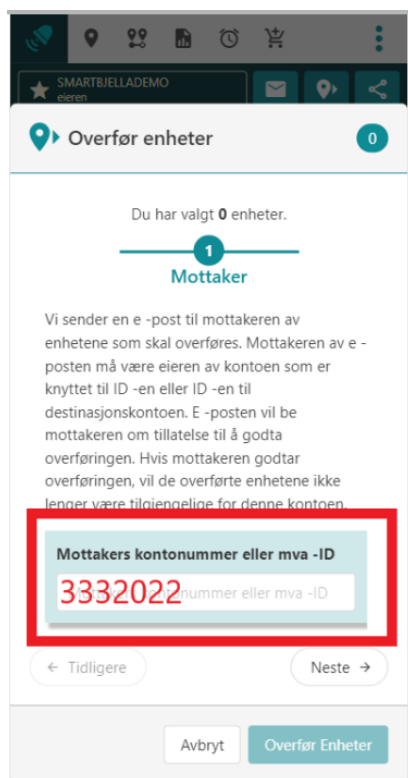 SMARTBJELLADEMO
eieren
Overfør enheter
0
Du har valgt 0 enheter.
1
Mottaker
Vi sender en e -post til mottakeren av
enhetene som skal overføres. Mottakeren av e -
posten må være eieren av kontoen som er
knyttet til ID -en eller ID -en til
destinasjonskontoen. E -posten vil be
mottakeren om tillatelse til å godta
overføringen. Hvis mottakeren godtar
overføringen, vil de overførte enhetene ikke
lenger være tilgjengelige for denne kontoen.
Mottakers kontonummer eller mva -ID
3332022
Mottakers kontonummer eller mva -ID
← Tidligere
Neste →
Avbryt
Overfør Enheter